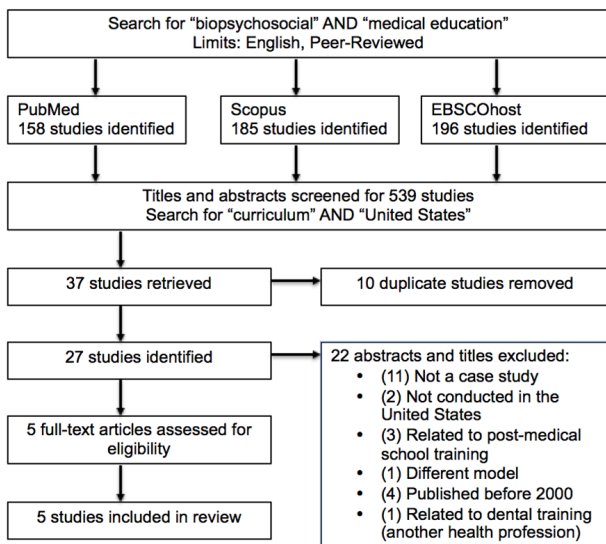 Search for “biopsychosocial” AND “medical education”
Limits: English, Peer-Reviewed
PubMed
158 studies identified
Scopus
185 studies identified
EBSCOhost
196 studies identified
Titles and abstracts screened for 539 studies
Search for “curriculum” AND “United States”
37 studies retrieved
10 duplicate studies removed
27 studies identified
22 abstracts and titles excluded:
• (11) Not a case study
• (2) Not conducted in the
United States
• (3) Related to post-medical
school training
• (1) Different model
• (4) Published before 2000
• (1) Related to dental training
(another health profession)
5 full-text articles assessed for
eligibility
5 studies included in review